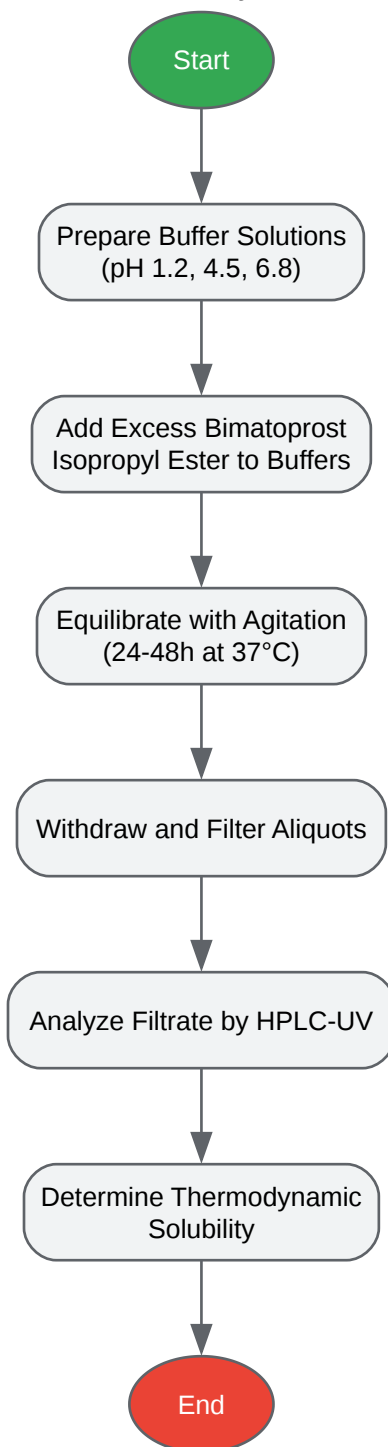 Start
Prepare Buffer Solutions
(pH 1.2, 4.5, 6.8)
Add Excess Bimatoprost
Isopropyl Ester to Buffers
Equilibrate with Agitation
(24-48h at 37°C)
Withdraw and Filter Aliquots
Analyze Filtrate by HPLC-UV
Determine Thermodynamic
Solubility
End